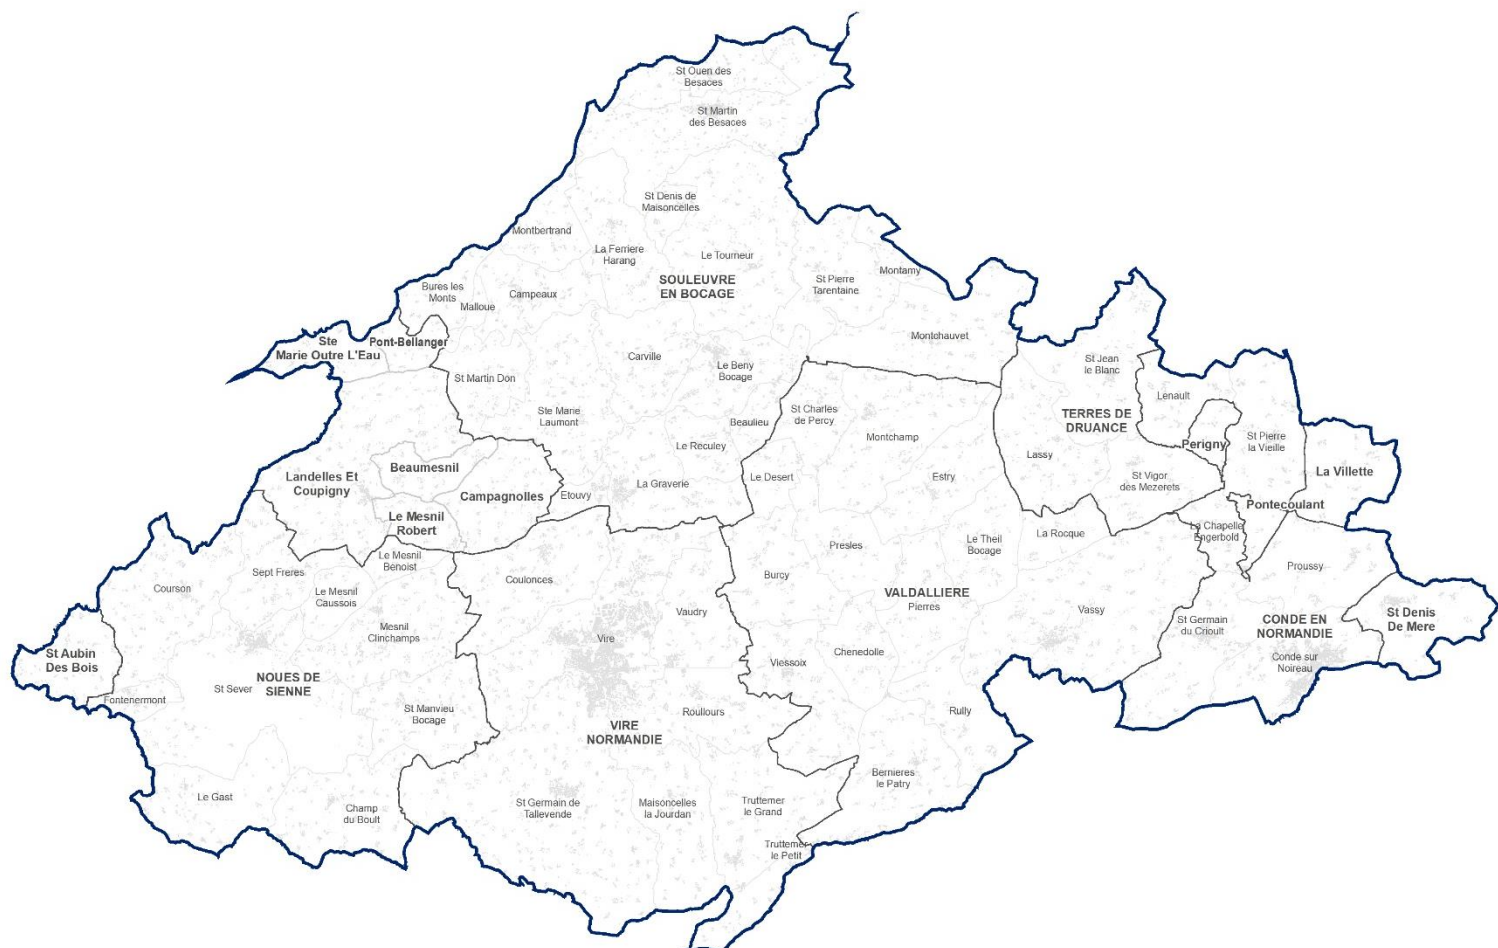 St Ouen des
Besaces
St Martin
des Besaces
St Denis de
Maisoncelles
Montbertrand
La Ferriere
Harang
Le Tourneur
SOULEUVRE
EN BOCAGE
St Pierre
Tarentaine
Montamy
Bures les
Monts
Malloue
Campeaux
Montchauvet
Ste
Marie Outre L'Eau
Pont-Bellanger
Carville
Le Beny
Bocage
St Martin Don
Ste Marie
Laumont
Beaulieu
Le Reculey
La Graverie
Etouvy
St Charles
de Percy
Montchamp
Le Desert
Estry
St Jean
le Blanc
Lenault
TERRES DE
DRUANCE
Perigny
St Pierre
la Vieille
Lassy
St Vigor
des Mezerets
La Villette
Pontecoulant
La Chapelle
Engerbold
Landelles Et
Coupigny
Beaumesnil
Campagnolles
Le Mesnil
Robert
Le Mesnil
Benoist
Sept Freres
Courson
Le Mesnil
Caussois
Mesnil
Clinchamps
St Aubin
Des Bois
Fontenermont
St Sever
NOUES DE
SIENNE
St Manvieu
Bocage
Le Gast
Champ
du Boult
Coulonces
Vaudry
Vire
Roullours
VIRE
NORMANDIE
St Germain de
Tallevende
Maisoncelles
la Jourdan
Truttemer
le Grand
Truttemer
le Petit
Presles
Le Theil
Bocage
La Rocque
Burcy
VALDALLIERE
Pierres
Vassy
Chenedolle
Viessoix
Rully
Bernieres
le Patry
Proussy
St Germain
du Crioult
CONDE EN
NORMANDIE
Conde sur
Noireau
St Denis
De Mere